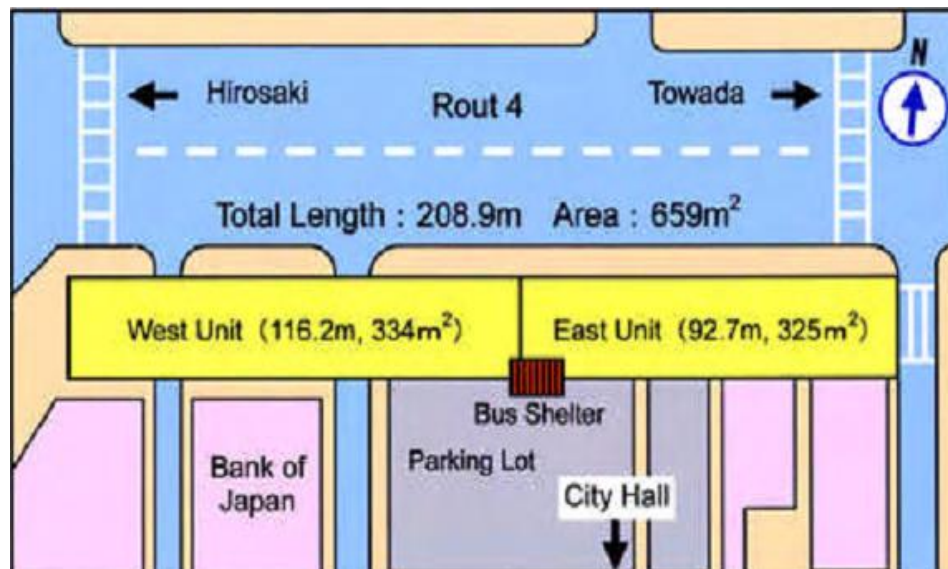 N
Hirosaki
Towada
Rout 4
Total Length : 208.9m Area : 659m²
West Unit (116.2m, 334m²)
East Unit (92.7m, 325m²)
Bus Shelter
Parking Lot
Bank of
Japan
City Hall